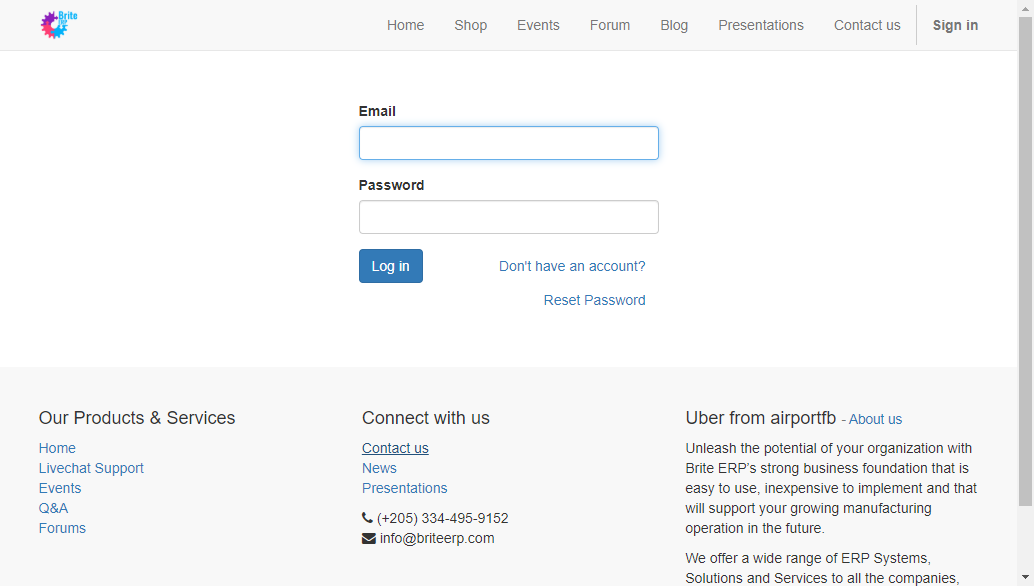 Brite
ERP
Home Shop Events Forum Blog Presentations Contact us Sign in
Email
Password
Log in
Don't have an account?
Reset Password
Our Products & Services
Home
Livechat Support
Events
Q&A
Forums
Connect with us
Contact us
News
Presentations
(+205) 334-495-9152
info@briteerp.com
Uber from airportfb - About us
Unleash the potential of your organization with
Brite ERP's strong business foundation that is
easy to use, inexpensive to implement and that
will support your growing manufacturing
operation in the future.
We offer a wide range of ERP Systems,
Solutions and Services to all the companies,